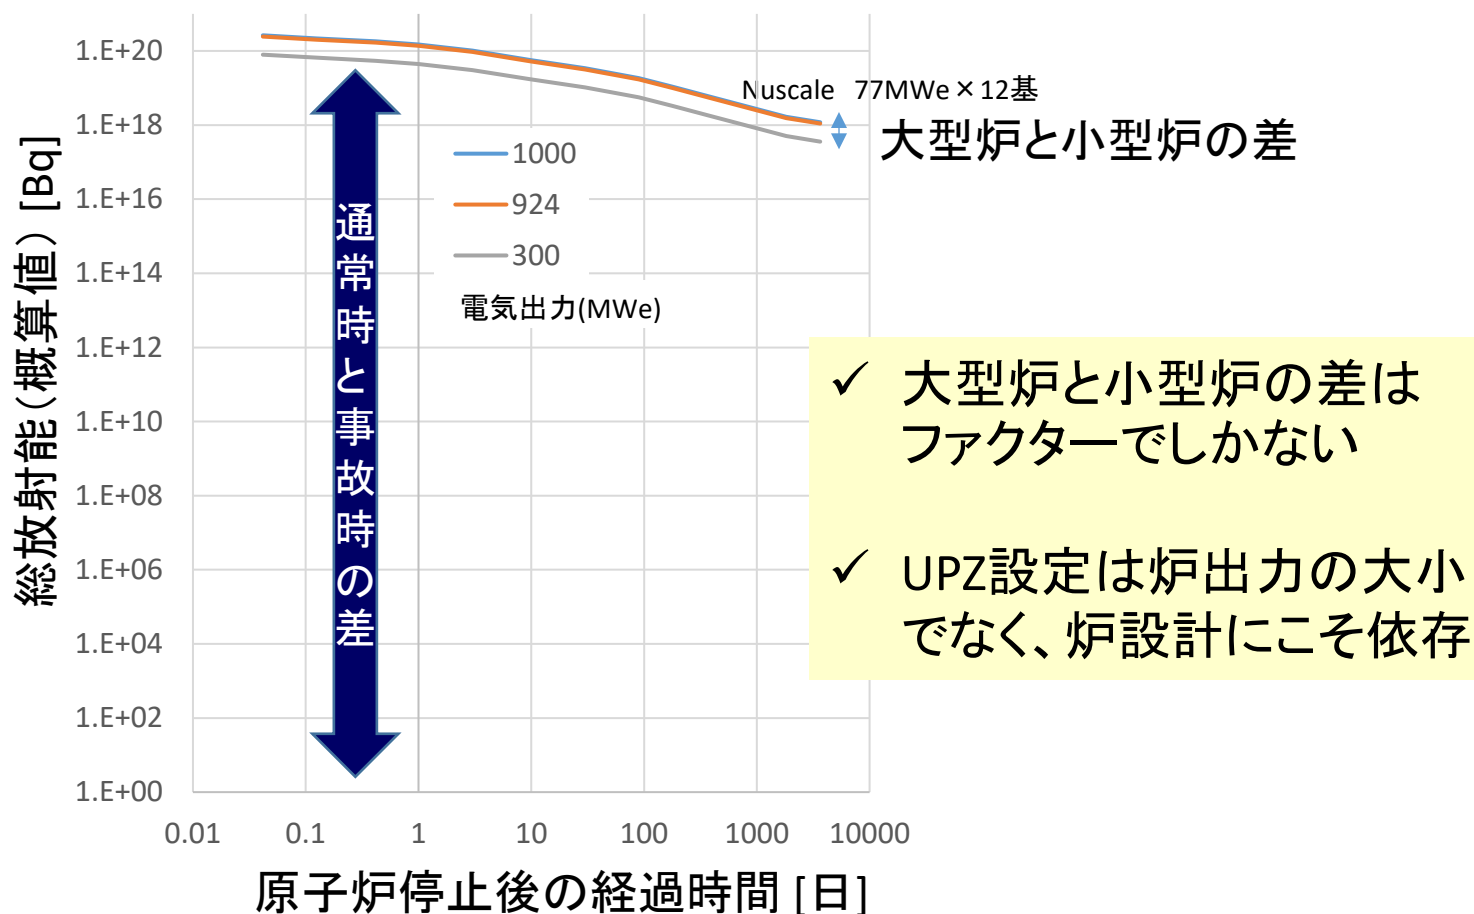 総放射能(概算値) [Bq]
1.E+20
1.E+18
1.E+16
1.E+14
1.E+12
1.E+10
1.E+08
1.E+06
1.E+04
1.E+02
1.E+00
0.01 0.1 1 10 100 1000 10000
原子炉停止後の経過時間 [日]
通常時と事故時の差
1000
924
300
電気出力(MWe)
Nuscale 77MWe×12基
大型炉と小型炉の差
✓ 大型炉と小型炉の差は
ファクターでしかない
✓ UPZ設定は炉出力の大小
でなく、炉設計にこそ依存